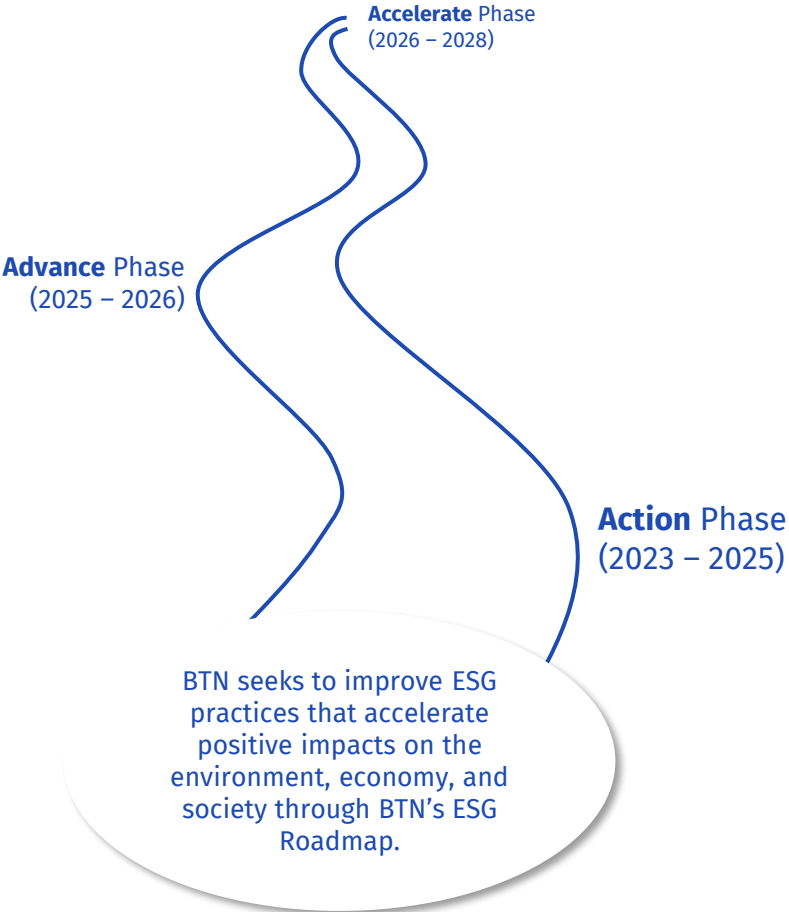 Accelerate Phase
(2026 – 2028)
Advance Phase
(2025 – 2026)
Action Phase
(2023 – 2025)
BTN seeks to improve ESG
practices that accelerate
positive impacts on the
environment, economy, and
society through BTN’s ESG
Roadmap.